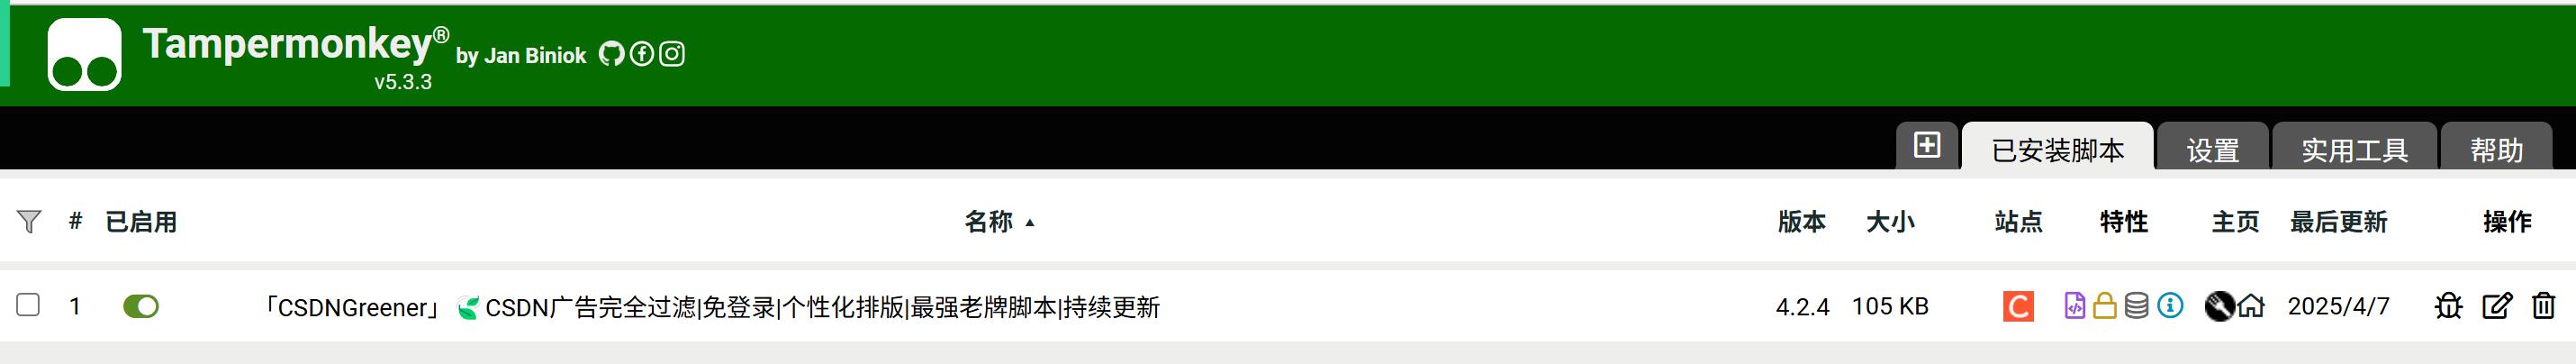 Tampermonkey® by Jan Biniok
v5.3.3
已安装脚本 设置 实用工具 帮助
# 已启用 名称 ▲ 版本 大小 站点 特性 主页 最后更新 操作
1 「CSDNGreener」🍃CSDN广告完全过滤|免登录|个性化排版|最强老牌脚本|持续更新 4.2.4 105 KB C 2025/4/7